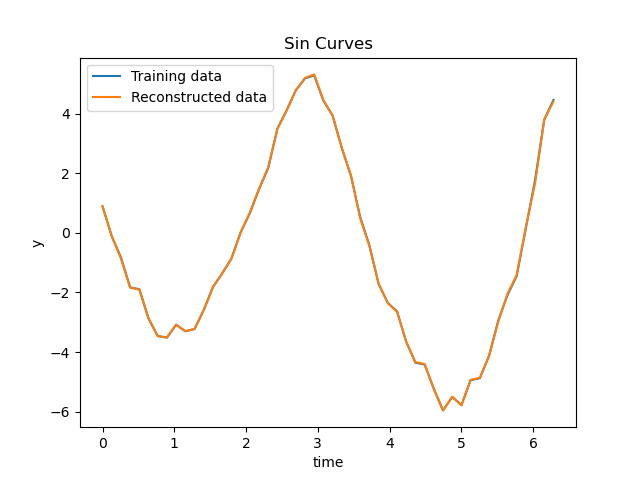 Sin Curves
Training data
Reconstructed data
4
2
0
−2
−4
−6
y
0 1 2 3 4 5 6
time